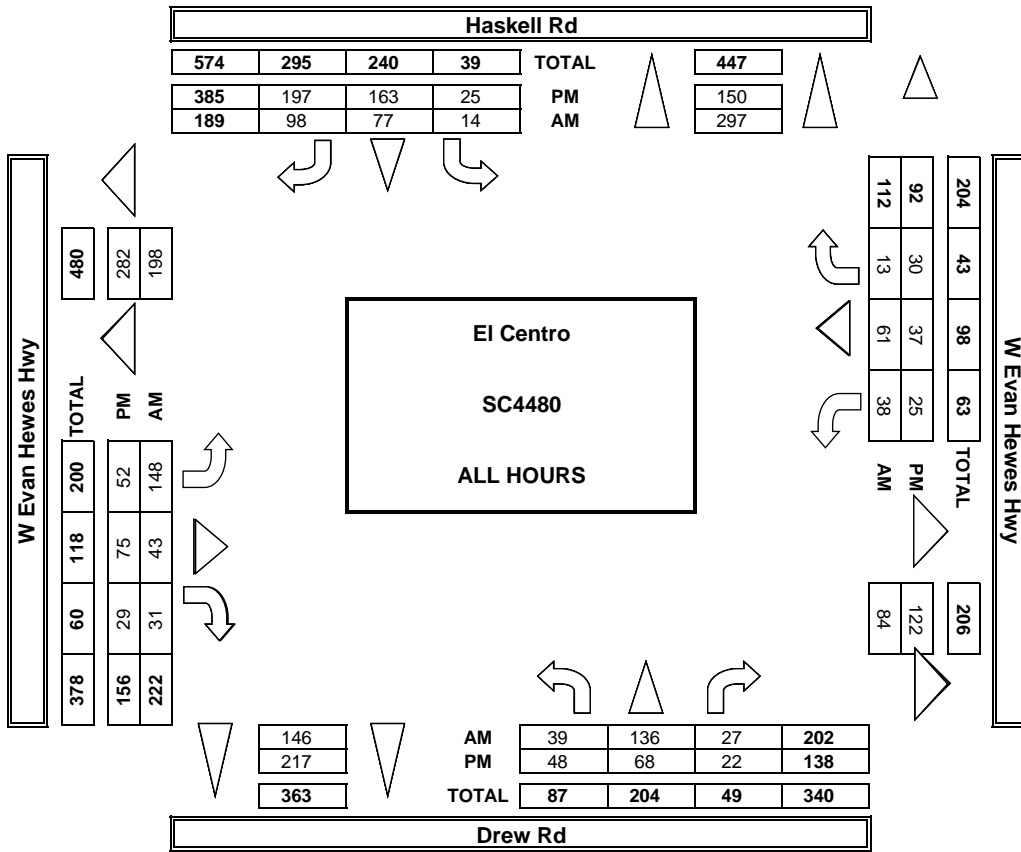 Haskell Rd
574 295 240 39 TOTAL 447
385 197 163 25 PM 150
189 98 77 14 AM 297
W Evan Hewes Hwy
480 282 198
TOTAL PM AM
200 52 148
118 75 43
60 29 31
378 156 222
El Centro
SC4480
ALL HOURS
112 92 204
13 30 43
61 37 98
38 25 63
AM PM TOTAL
84 122 206
W Evan Hewes Hwy
146 AM 39 136 27 202
217 PM 48 68 22 138
363 TOTAL 87 204 49 340
Drew Rd